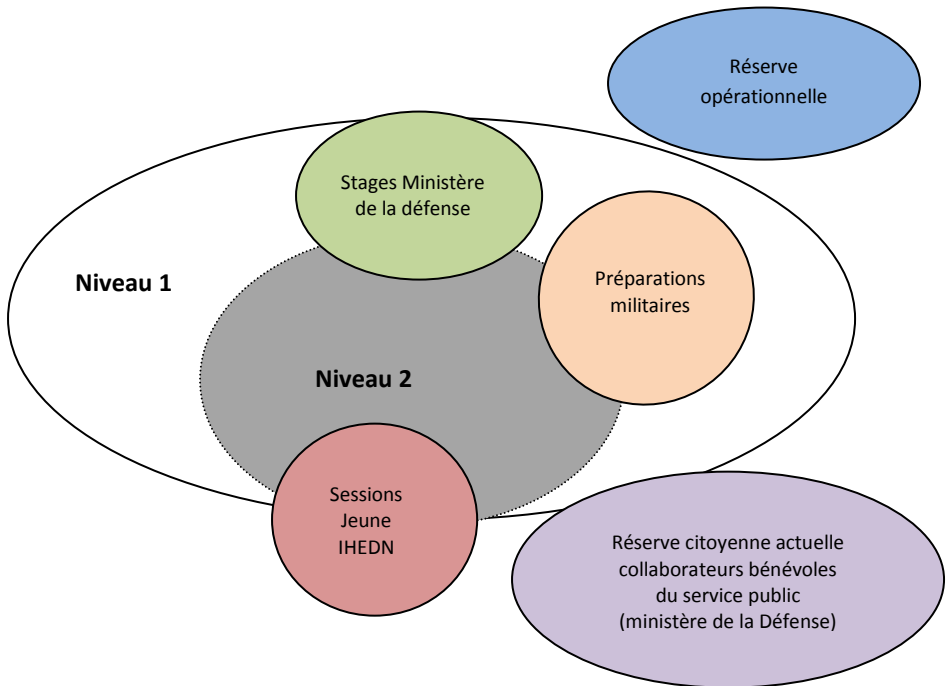 Réserve
opérationnelle
Stages Ministère
de la défense
Niveau 1
Préparations
militaires
Niveau 2
Sessions
Jeune
IHEDN
Réserve citoyenne actuelle
collaborateurs bénévoles
du service public
(ministère de la Défense)